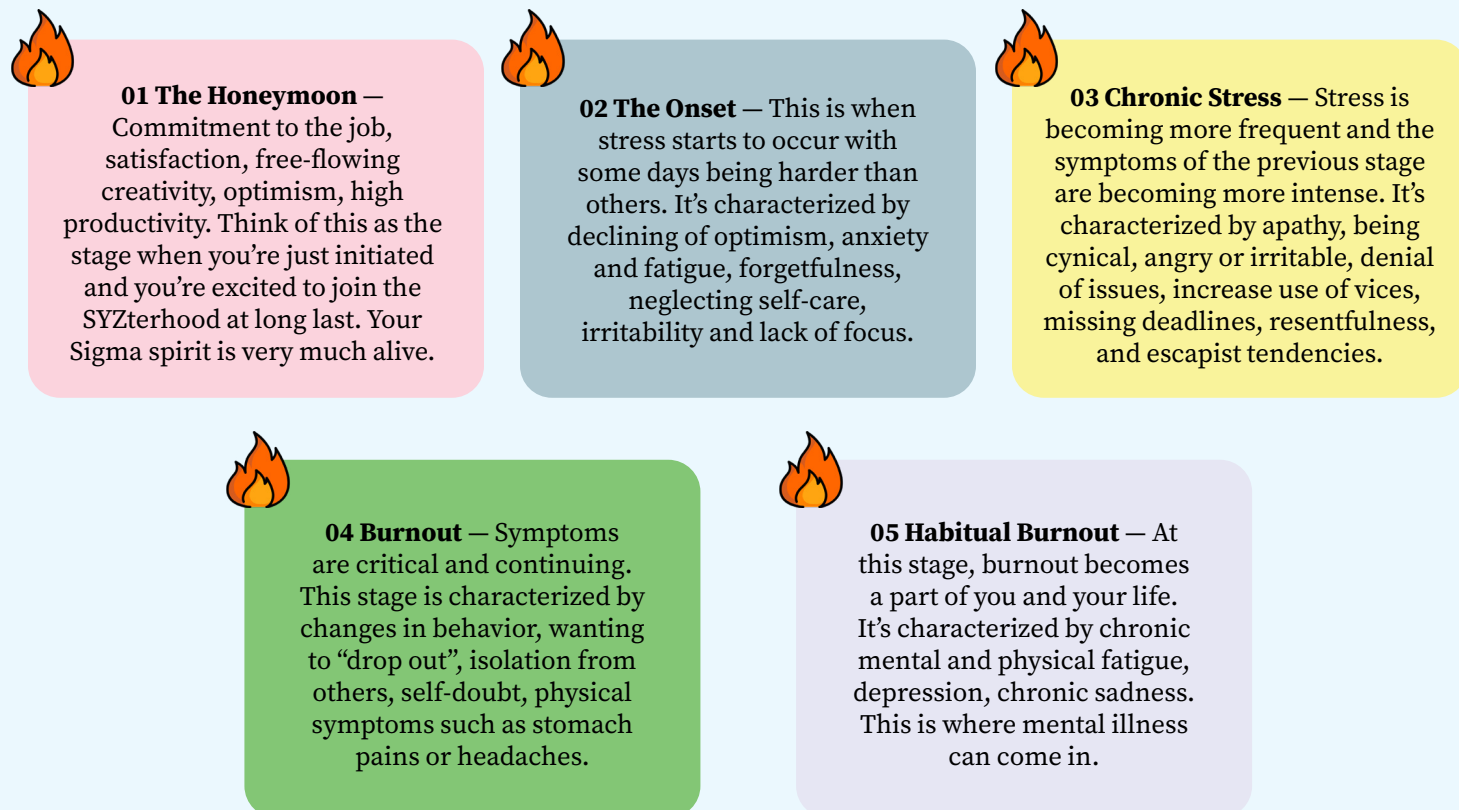 01 The Honeymoon —
Commitment to the job,
satisfaction, free-flowing
creativity, optimism, high
productivity. Think of this as the
stage when you’re just initiated
and you’re excited to join the
SYZterhood at long last. Your
Sigma spirit is very much alive.
02 The Onset — This is when
stress starts to occur with
some days being harder than
others. It’s characterized by
declining of optimism, anxiety
and fatigue, forgetfulness,
neglecting self-care,
irritability and lack of focus.
03 Chronic Stress — Stress is
becoming more frequent and the
symptoms of the previous stage
are becoming more intense. It’s
characterized by apathy, being
cynical, angry or irritable, denial
of issues, increase use of vices,
missing deadlines, resentfulness,
and escapist tendencies.
04 Burnout — Symptoms
are critical and continuing.
This stage is characterized by
changes in behavior, wanting
to “drop out”, isolation from
others, self-doubt, physical
symptoms such as stomach
pains or headaches.
05 Habitual Burnout — At
this stage, burnout becomes
a part of you and your life.
It’s characterized by chronic
mental and physical fatigue,
depression, chronic sadness.
This is where mental illness
can come in.